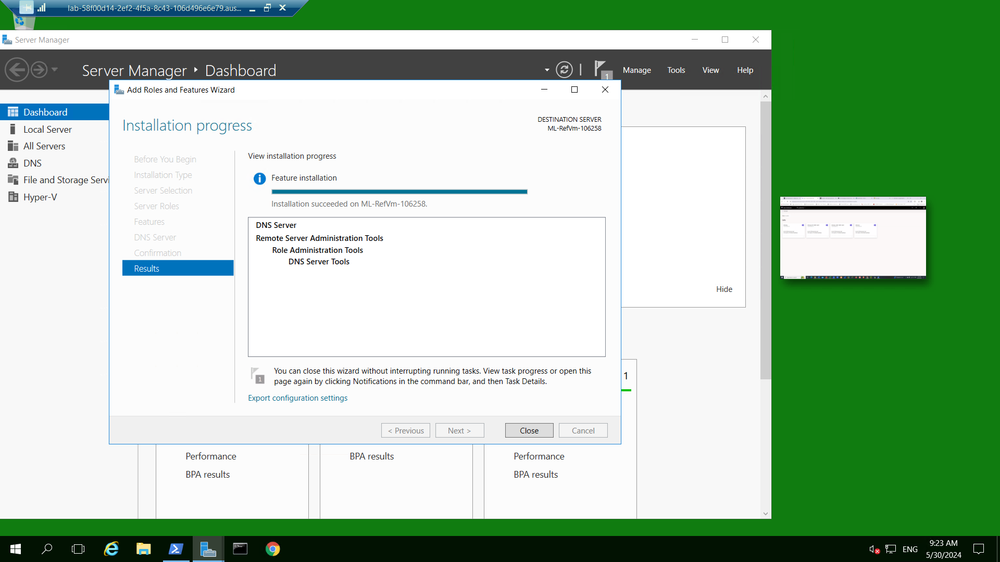 lab-58f00d14-2ef2-4f5a-8c43-106d496e6e79.aus...
Server Manager
Server Manager ‣ Dashboard
1
Manage
Tools
View
Help
Add Roles and Features Wizard
Dashboard
Local Server
All Servers
DNS
File and Storage Servi
Hyper-V
Installation progress
DESTINATION SERVER
ML-RefVm-106258
Before You Begin
Installation Type
Server Selection
Server Roles
Features
DNS Server
Confirmation
Results
View installation progress
Feature installation
Installation succeeded on ML-RefVm-106258.
DNS Server
Remote Server Administration Tools
Role Administration Tools
DNS Server Tools
1
You can close this wizard without interrupting running tasks. View task progress or open this
page again by clicking Notifications in the command bar, and then Task Details.
Export configuration settings
< Previous
Next >
Close
Cancel
Hide
1
Performance
BPA results
BPA results
Performance
BPA results
ENG
9:23 AM
5/30/2024